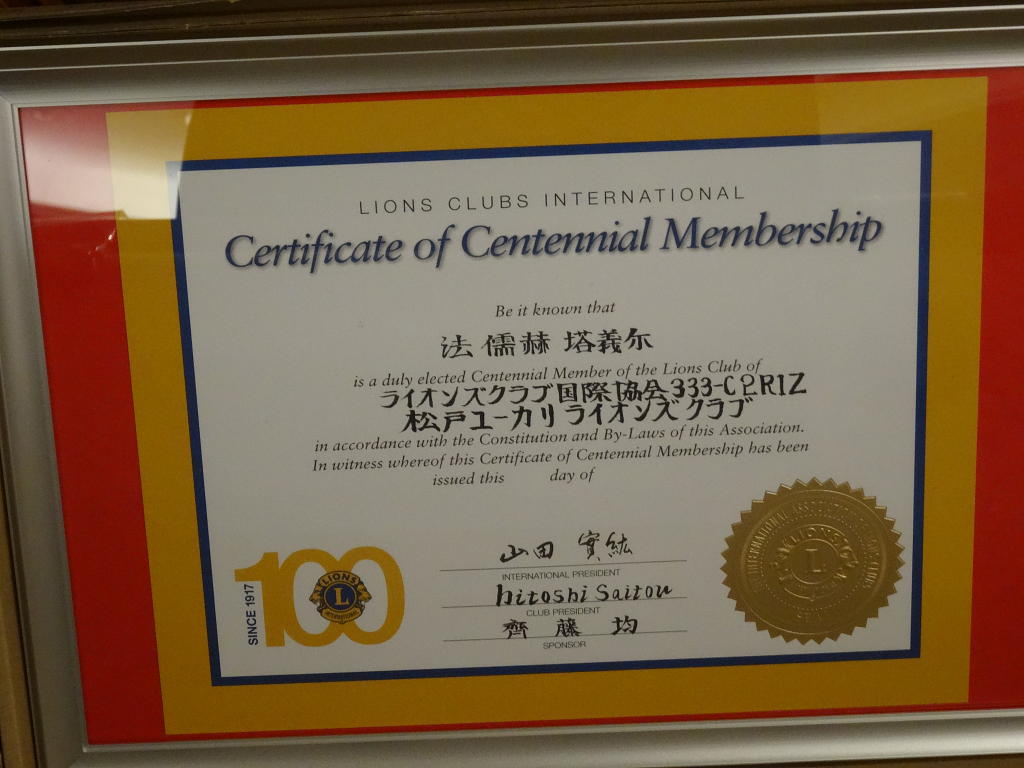 LIONS CLUBS INTERNATIONAL
Certificate of Centennial Membership
Be it known that
法儒赫 塔義尓
is a duly elected Centennial Member of the Lions Club of
ライオンズクラブ国際協会333-C2R1Z
松戸ユーカリライオンズクラブ
in accordance with the Constitution and By-Laws of this Association.
In witness whereof this Certificate of Centennial Membership has been
issued this day of
山田 實紘
INTERNATIONAL PRESIDENT
hitoshi Saitou
CLUB PRESIDENT
齊藤 均
SPONSOR
SINCE 1917
100
LIONS
L
INTERNATIONAL
LIONS
L